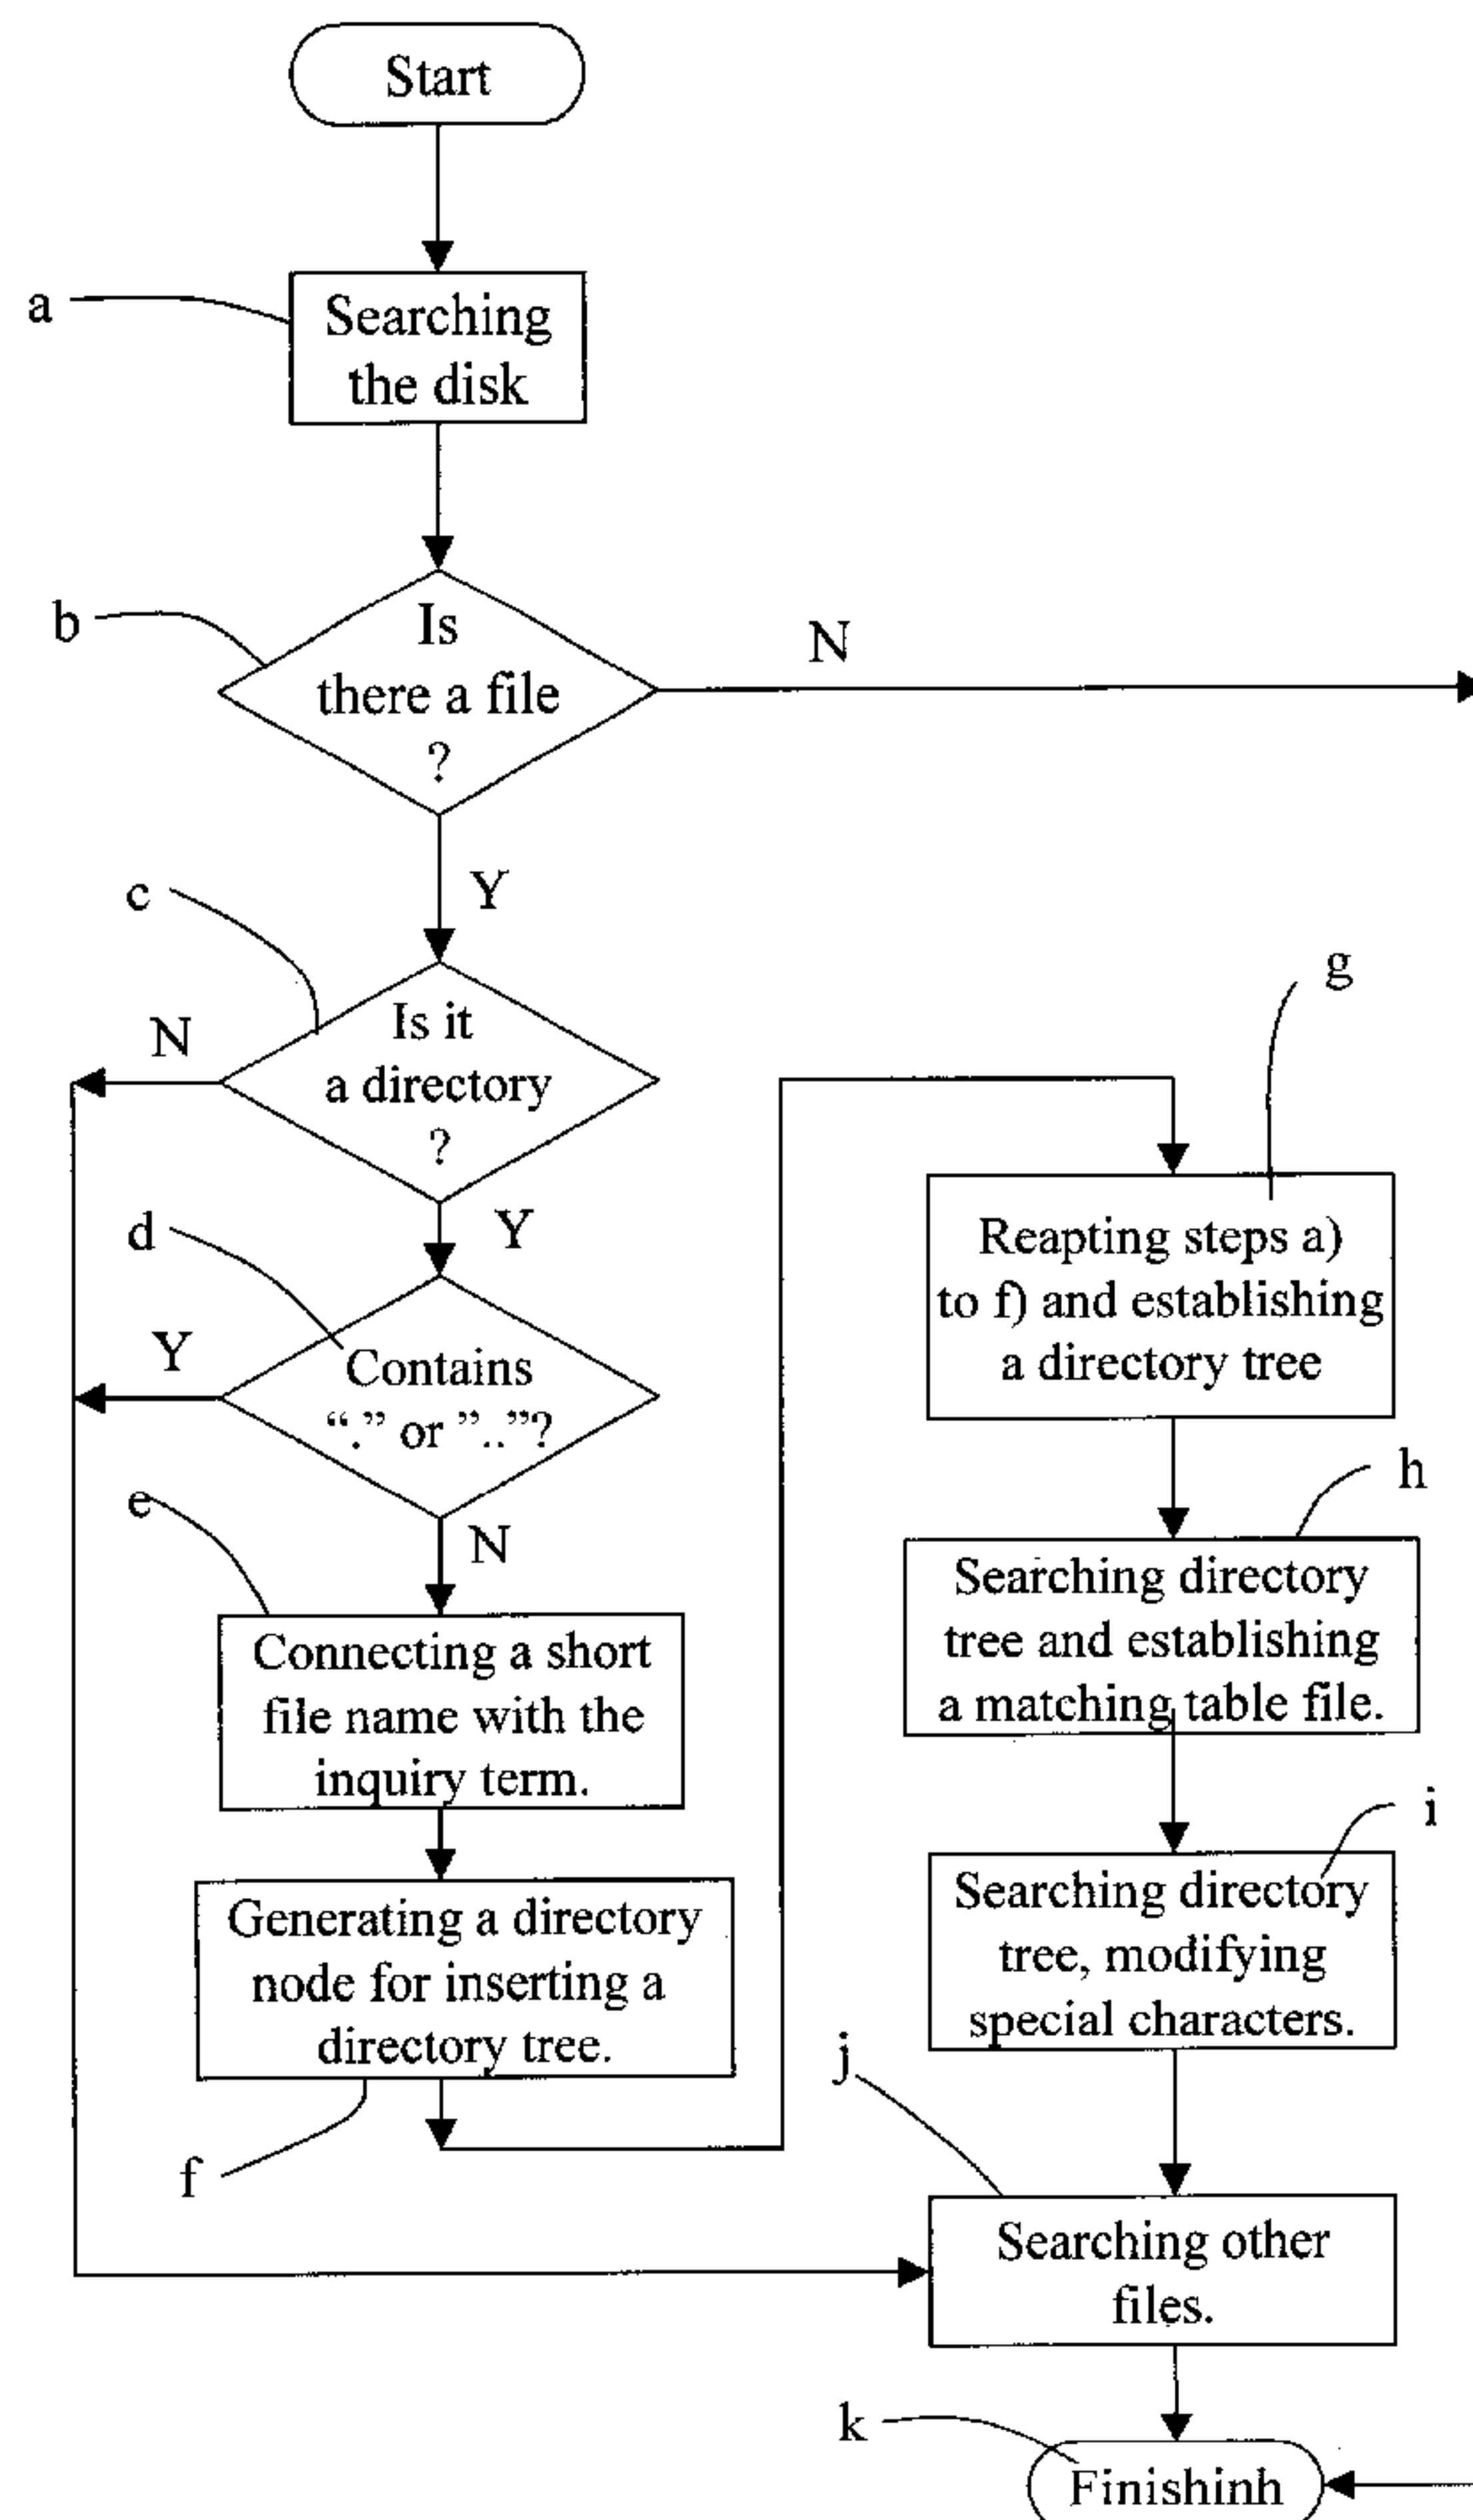 Start
a
Searching
the disk
b
Is
there a file
?
N
Y
c
Is it
a directory
?
N
Y
d
Contains
“.” or ”..”?
Y
N
e
Connecting a short
file name with the
inquiry term.
Generating a directory
node for inserting a
directory tree.
f
g
Reapting steps a)
to f) and establishing
a directory tree
h
Searching directory
tree and establishing
a matching table file.
i
Searching directory
tree, modifying
special characters.
j
Searching other
files.
k
Finishinh